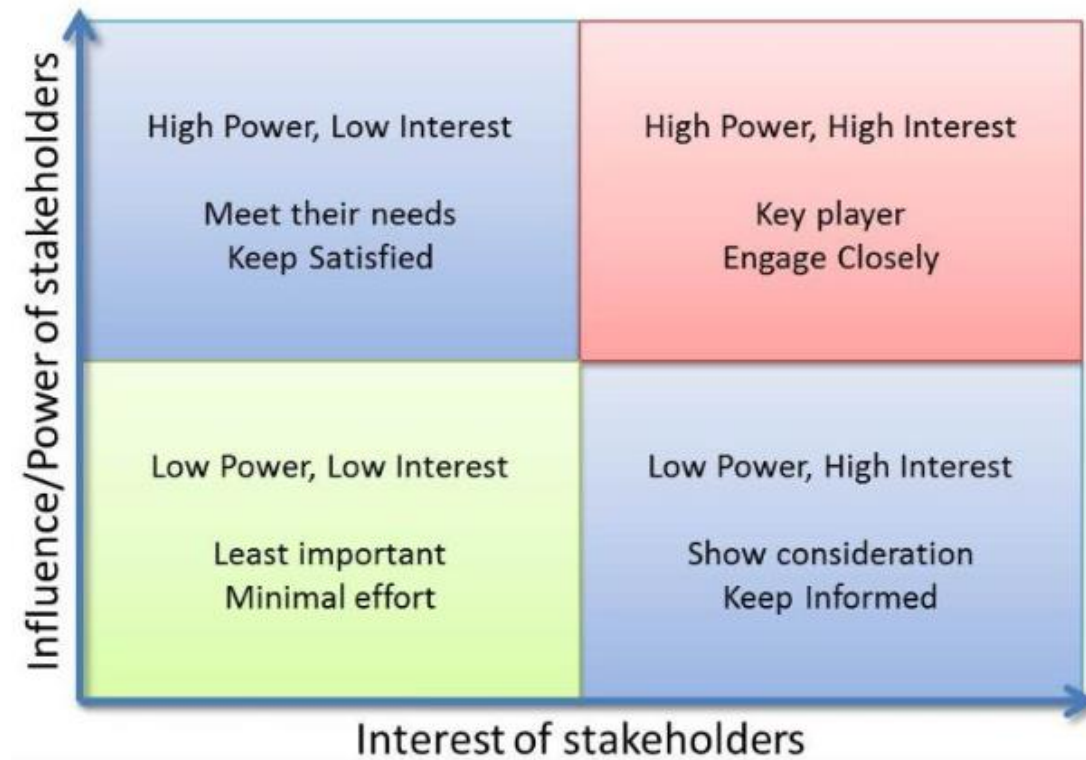 Influence/Power of stakeholders
High Power, Low Interest
Meet their needs
Keep Satisfied
High Power, High Interest
Key player
Engage Closely
Low Power, Low Interest
Least important
Minimal effort
Low Power, High Interest
Show consideration
Keep Informed
Interest of stakeholders